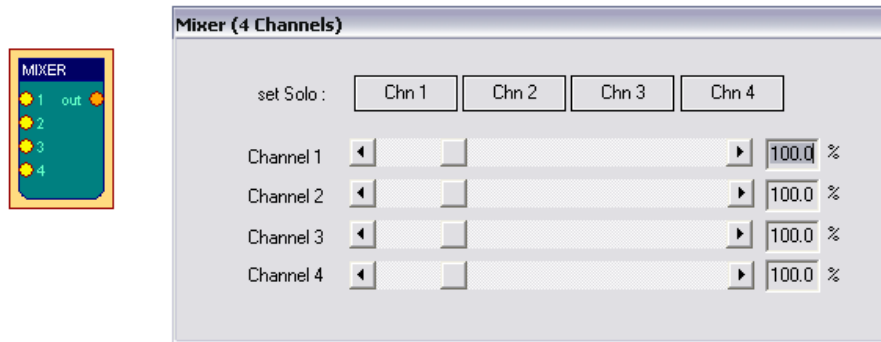 Mixer (4 Channels)
MIXER
1 out
2
3
4
set Solo : Chn 1 Chn 2 Chn 3 Chn 4
Channel 1 100.0 %
Channel 2 100.0 %
Channel 3 100.0 %
Channel 4 100.0 %